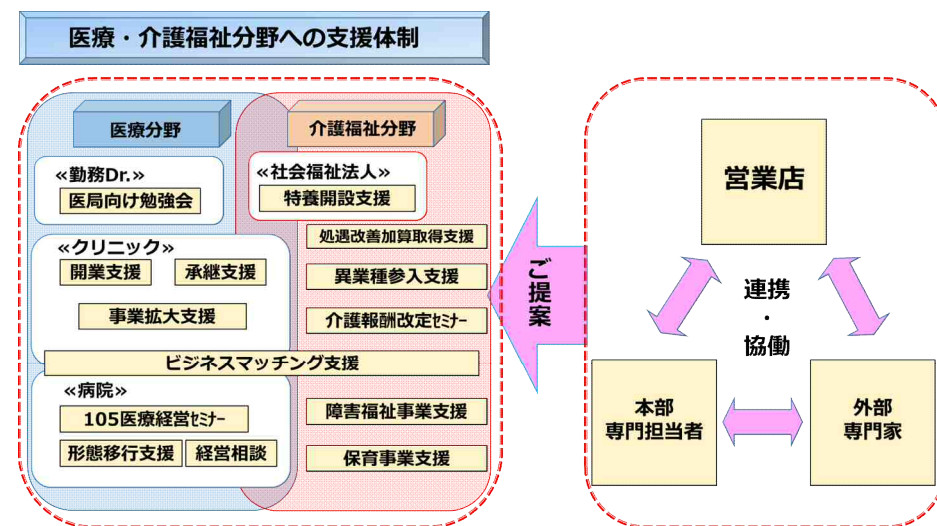 医療・介護福祉分野への支援体制
医療分野
介護福祉分野
≪勤務Dr.≫
医局向け勉強会
≪社会福祉法人≫
特養開設支援
≪クリニック≫
開業支援
承継支援
事業拡大支援
処遇改善加算取得支援
異業種参入支援
介護報酬改定ｾﾐﾅｰ
ビジネスマッチング支援
≪病院≫
105医療経営ｾﾐﾅｰ
形態移行支援
経営相談
障害福祉事業支援
保育事業支援
ご提案
営業店
連携
・
協働
本部
専門担当者
外部
専門家